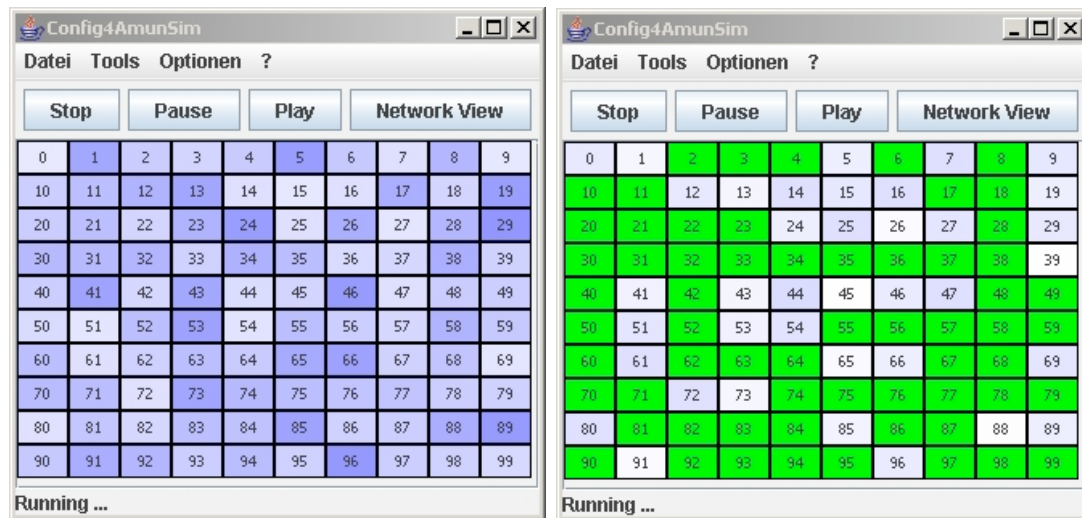 Config4AmunSim
Datei Tools Optionen ?
Stop Pause Play Network View
0 1 2 3 4 5 6 7 8 9
10 11 12 13 14 15 16 17 18 19
20 21 22 23 24 25 26 27 28 29
30 31 32 33 34 35 36 37 38 39
40 41 42 43 44 45 46 47 48 49
50 51 52 53 54 55 56 57 58 59
60 61 62 63 64 65 66 67 68 69
70 71 72 73 74 75 76 77 78 79
80 81 82 83 84 85 86 87 88 89
90 91 92 93 94 95 96 97 98 99
Running ...
Config4AmunSim
Datei Tools Optionen ?
Stop Pause Play Network View
0 1 2 3 4 5 6 7 8 9
10 11 12 13 14 15 16 17 18 19
20 21 22 23 24 25 26 27 28 29
30 31 32 33 34 35 36 37 38 39
40 41 42 43 44 45 46 47 48 49
50 51 52 53 54 55 56 57 58 59
60 61 62 63 64 65 66 67 68 69
70 71 72 73 74 75 76 77 78 79
80 81 82 83 84 85 86 87 88 89
90 91 92 93 94 95 96 97 98 99
Running ...